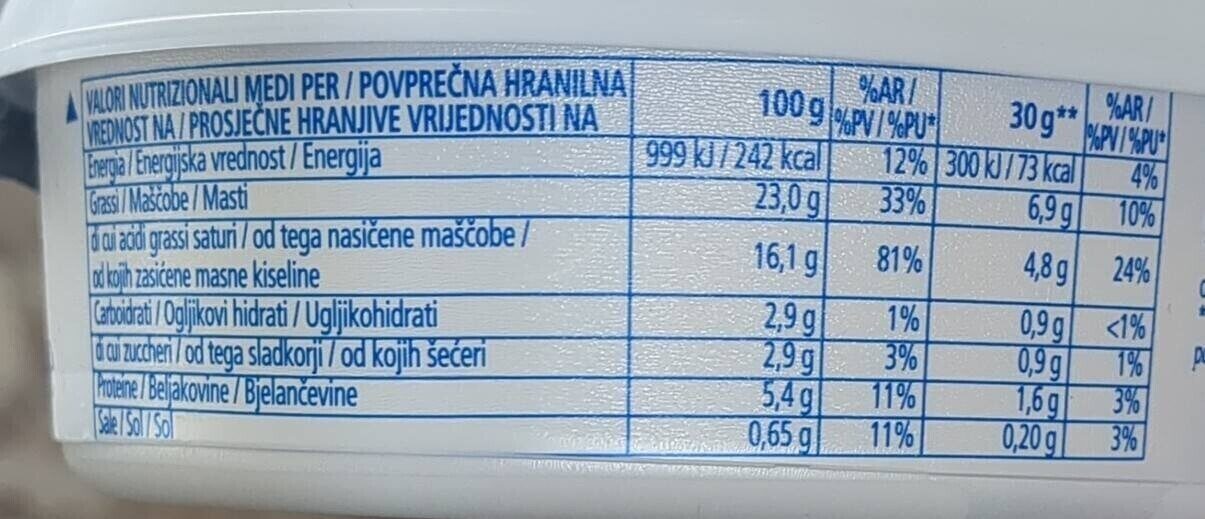 VALORI NUTRIZIONALI MEDI PER / POVPREČNA HRANILNA
VREDNOST NA / PROSJEČNE HRANJIVE VRIJEDNOSTI NA
100 g
%AR /
%PV / %PU*
30 g**
%AR /
%PV / %PU*
Energia / Energijska vrednost / Energija 999 kJ / 242 kcal 12% 300 kJ / 73 kcal 4%
Grassi / Maščobe / Masti 23,0 g 33% 6,9 g 10%
di cui acidi grassi saturi / od tega nasičene maščobe /
od kojih zasićene masne kiseline 16,1 g 81% 4,8 g 24%
Carboidrati / Ogljikovi hidrati / Ugljikohidrati 2,9 g 1% 0,9 g <1%
di cui zuccheri / od tega sladkorji / od kojih šećeri 2,9 g 3% 0,9 g 1%
Proteine / Beljakovine / Bjelančevine 5,4 g 11% 1,6 g 3%
Sale / Sol / Sol 0,65 g 11% 0,20 g 3%